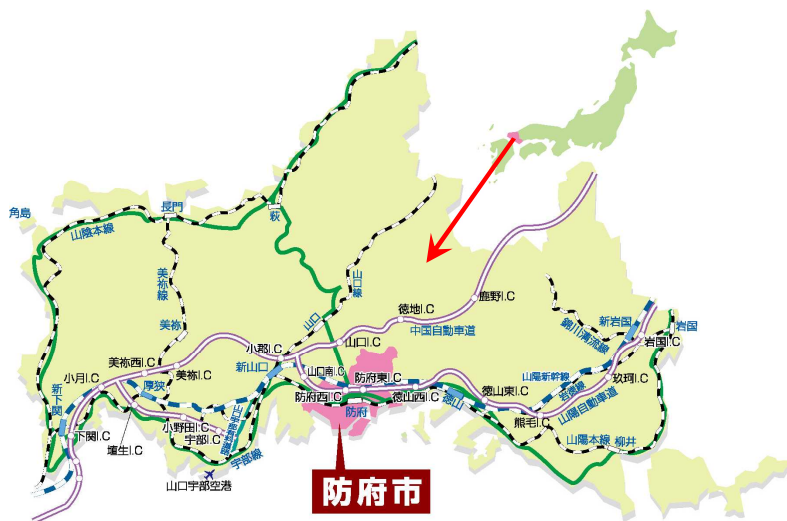 角島
長門
山陰本線
萩
美祢線
山口線
美祢
山口
徳地I.C
鹿野I.C
中国自動車道
錦川清流線
新岩国
岩国
岩国I.C
小郡I.C
山口I.C
美祢西I.C
小月I.C
美祢I.C
新山口
山口南I.C
防府東I.C
山陽新幹線
岩徳線
玖珂I.C
厚狭
新下関
防府西I.C
徳山西I.C
徳山東I.C
徳山
山陽自動車道
防府
小野田I.C
宇部I.C
熊毛I.C
下関I.C
埴生I.C
宇部線
山陽本線
柳井
山口宇部空港
防府市